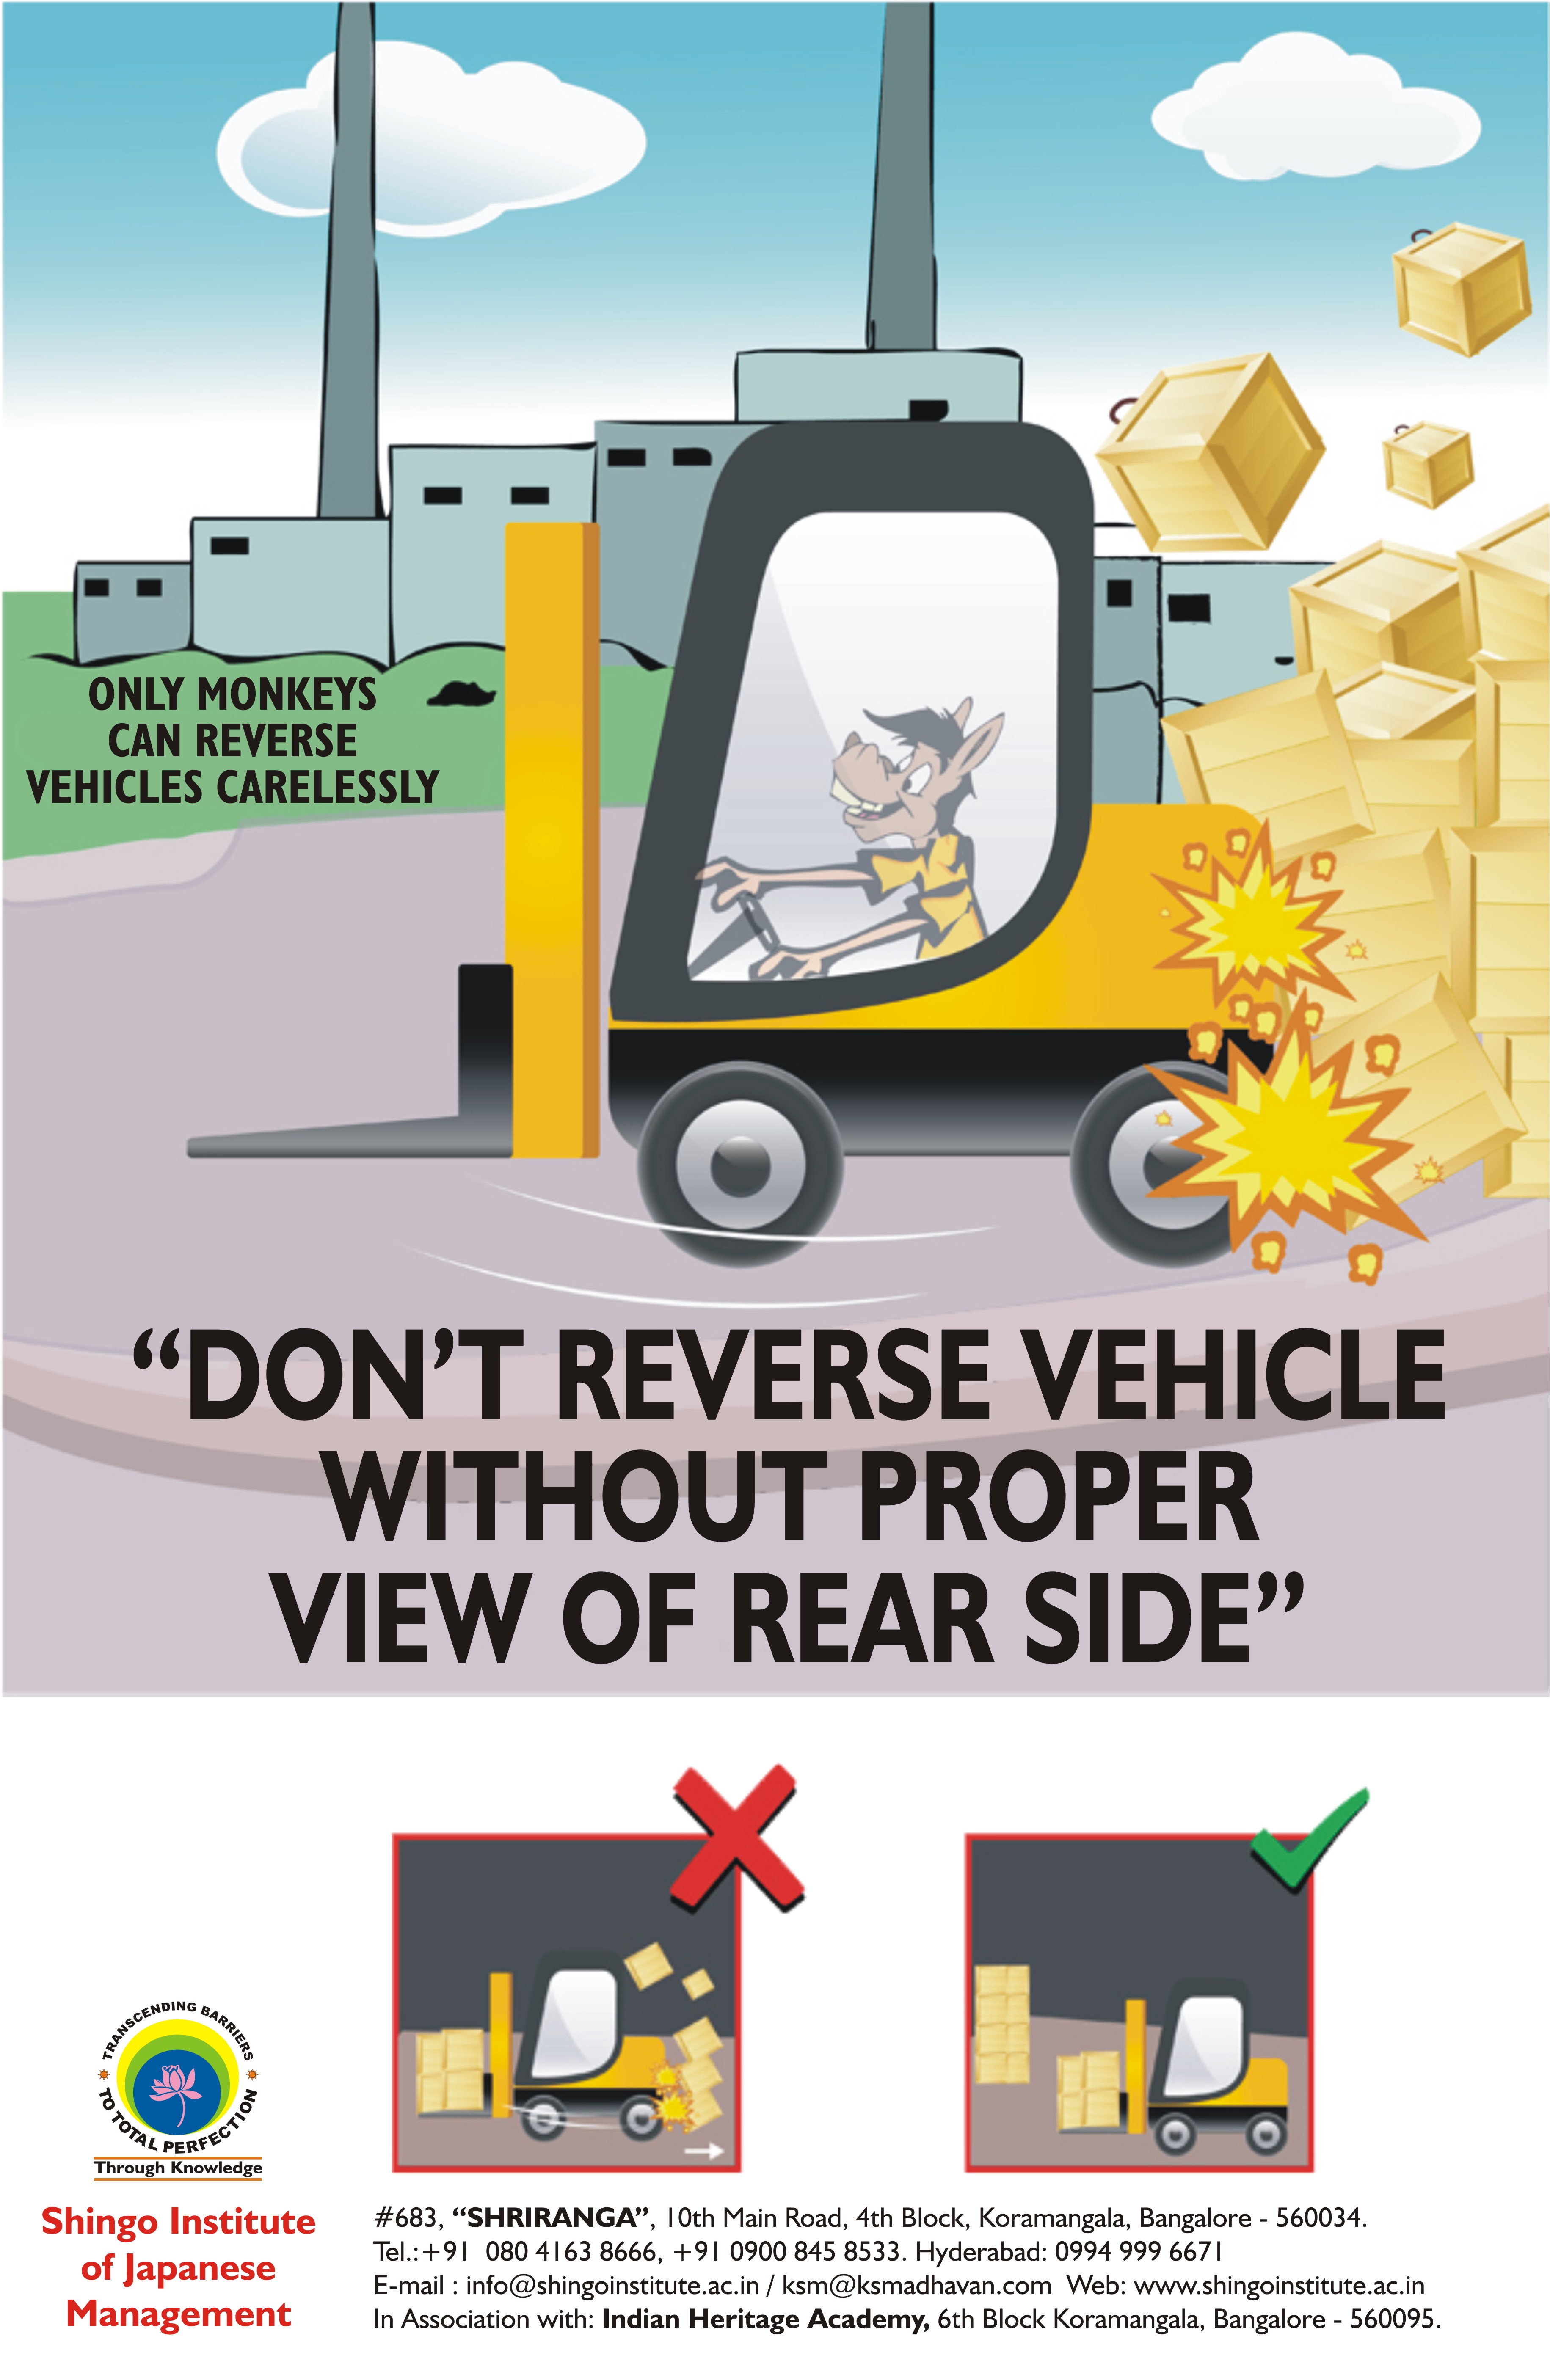 ONLY MONKEYS
CAN REVERSE
VEHICLES CARELESSLY
“DON’T REVERSE VEHICLE
WITHOUT PROPER
VIEW OF REAR SIDE”
TRANSCENDING BARRIERS
TO TOTAL PERFECTION
Through Knowledge
Shingo Institute
of Japanese
Management
#683, “SHRIRANGA”, 10th Main Road, 4th Block, Koramangala, Bangalore - 560034.
Tel.:+91 080 4163 8666, +91 0900 845 8533. Hyderabad: 0994 999 6671
E-mail : info@shingoinstitute.ac.in / ksm@ksmadhavan.com Web: www.shingoinstitute.ac.in
In Association with: Indian Heritage Academy, 6th Block Koramangala, Bangalore - 560095.